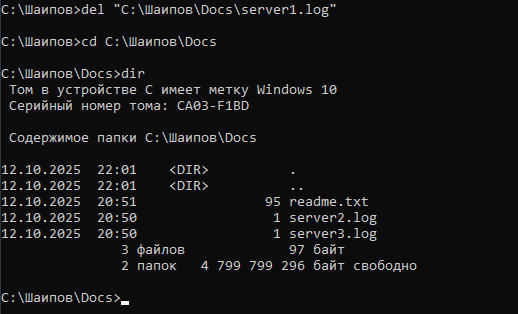 C:\Шаипов>del "C:\Шаипов\Docs\server1.log"
C:\Шаипов>cd C:\Шаипов\Docs
C:\Шаипов\Docs>dir
Том в устройстве C имеет метку Windows 10
Серийный номер тома: CA03-F1BD
Содержимое папки C:\Шаипов\Docs
12.10.2025  22:01    <DIR>          .
12.10.2025  22:01    <DIR>          ..
12.10.2025  20:51                95 readme.txt
12.10.2025  20:50                 1 server2.log
12.10.2025  20:50                 1 server3.log
3 файлов             97 байт
2 папок   4 799 799 296 байт свободно
C:\Шаипов\Docs>